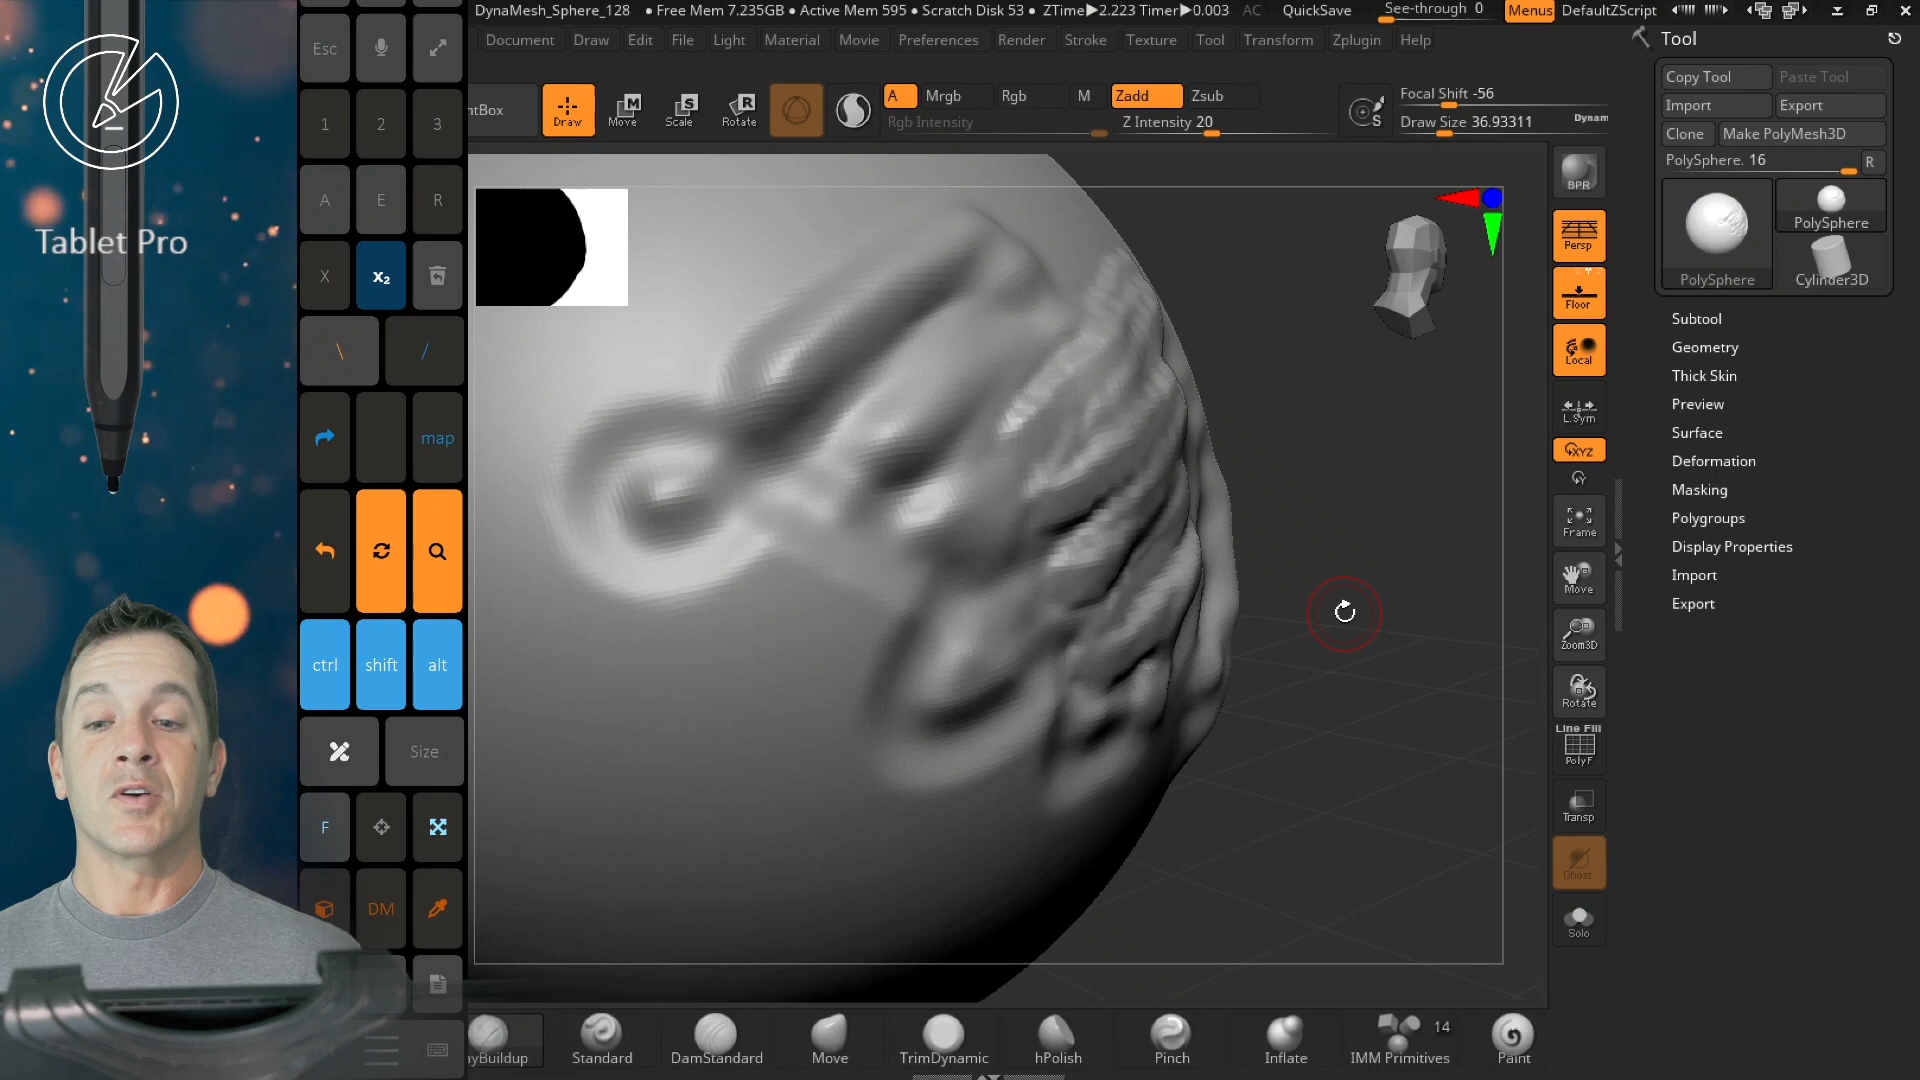 DynaMesh_Sphere_128 • Free Mem 7.235GB • Active Mem 595 • Scratch Disk 53 • ZTime▶2.223 Timer▶0.003 AC QuickSave See-through 0 Menus DefaultZScript
Document Draw Edit File Light Material Movie Preferences Render Stroke Texture Tool Transform Zplugin Help
ntBox Draw Move Scale Rotate
M S R
A Mrgb Rgb M Zadd Zsub
Rgb Intensity Z Intensity 20
S
Focal Shift -56
Draw Size 36.93311 Dynam
Tool
Copy Tool Paste Tool
Import Export
Clone Make PolyMesh3D
PolySphere. 16 R
PolySphere
PolySphere Cylinder3D
Subtool
Geometry
Thick Skin
Preview
Surface
Deformation
Masking
Polygroups
Display Properties
Import
Export
BPR
Persp
Floor
Local
L.Sym
XYZ
Y
Frame
Move
Zoom3D
Rotate
Line Fill
PolyF
Transp
Ghost
Solo
Tablet Pro
Esc
1 2 3
A E R
X x₂
\ /
map
ctrl shift alt
Size
F
DM
ayBuildup Standard DamStandard Move TrimDynamic hPolish Pinch Inflate IMM Primitives 14 Paint